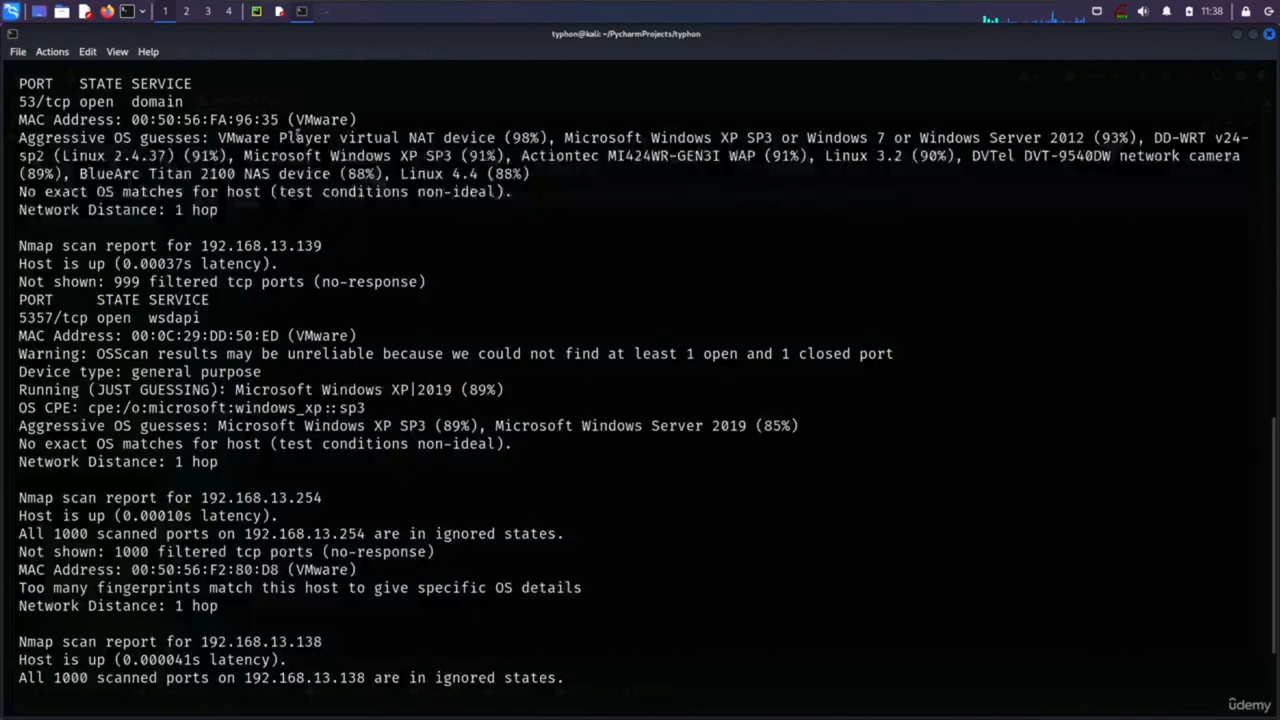 1 2 3 4 11:38
typhon@kali: ~/PycharmProjects/typhon
File Actions Edit View Help
PORT STATE SERVICE
53/tcp open domain
MAC Address: 00:50:56:FA:96:35 (VMware)
Aggressive OS guesses: VMware Player virtual NAT device (98%), Microsoft Windows XP SP3 or Windows 7 or Windows Server 2012 (93%), DD-WRT v24-
sp2 (Linux 2.4.37) (91%), Microsoft Windows XP SP3 (91%), Actiontec MI424WR-GEN3I WAP (91%), Linux 3.2 (90%), DVTel DVT-9540DW network camera
(89%), BlueArc Titan 2100 NAS device (88%), Linux 4.4 (88%)
No exact OS matches for host (test conditions non-ideal).
Network Distance: 1 hop
Nmap scan report for 192.168.13.139
Host is up (0.00037s latency).
Not shown: 999 filtered tcp ports (no-response)
PORT STATE SERVICE
5357/tcp open wsdapi
MAC Address: 00:0C:29:DD:50:ED (VMware)
Warning: OSScan results may be unreliable because we could not find at least 1 open and 1 closed port
Device type: general purpose
Running (JUST GUESSING): Microsoft Windows XP|2019 (89%)
OS CPE: cpe:/o:microsoft:windows_xp::sp3
Aggressive OS guesses: Microsoft Windows XP SP3 (89%), Microsoft Windows Server 2019 (85%)
No exact OS matches for host (test conditions non-ideal).
Network Distance: 1 hop
Nmap scan report for 192.168.13.254
Host is up (0.00010s latency).
All 1000 scanned ports on 192.168.13.254 are in ignored states.
Not shown: 1000 filtered tcp ports (no-response)
MAC Address: 00:50:56:F2:80:D8 (VMware)
Too many fingerprints match this host to give specific OS details
Network Distance: 1 hop
Nmap scan report for 192.168.13.138
Host is up (0.000041s latency).
All 1000 scanned ports on 192.168.13.138 are in ignored states.
ûdemy